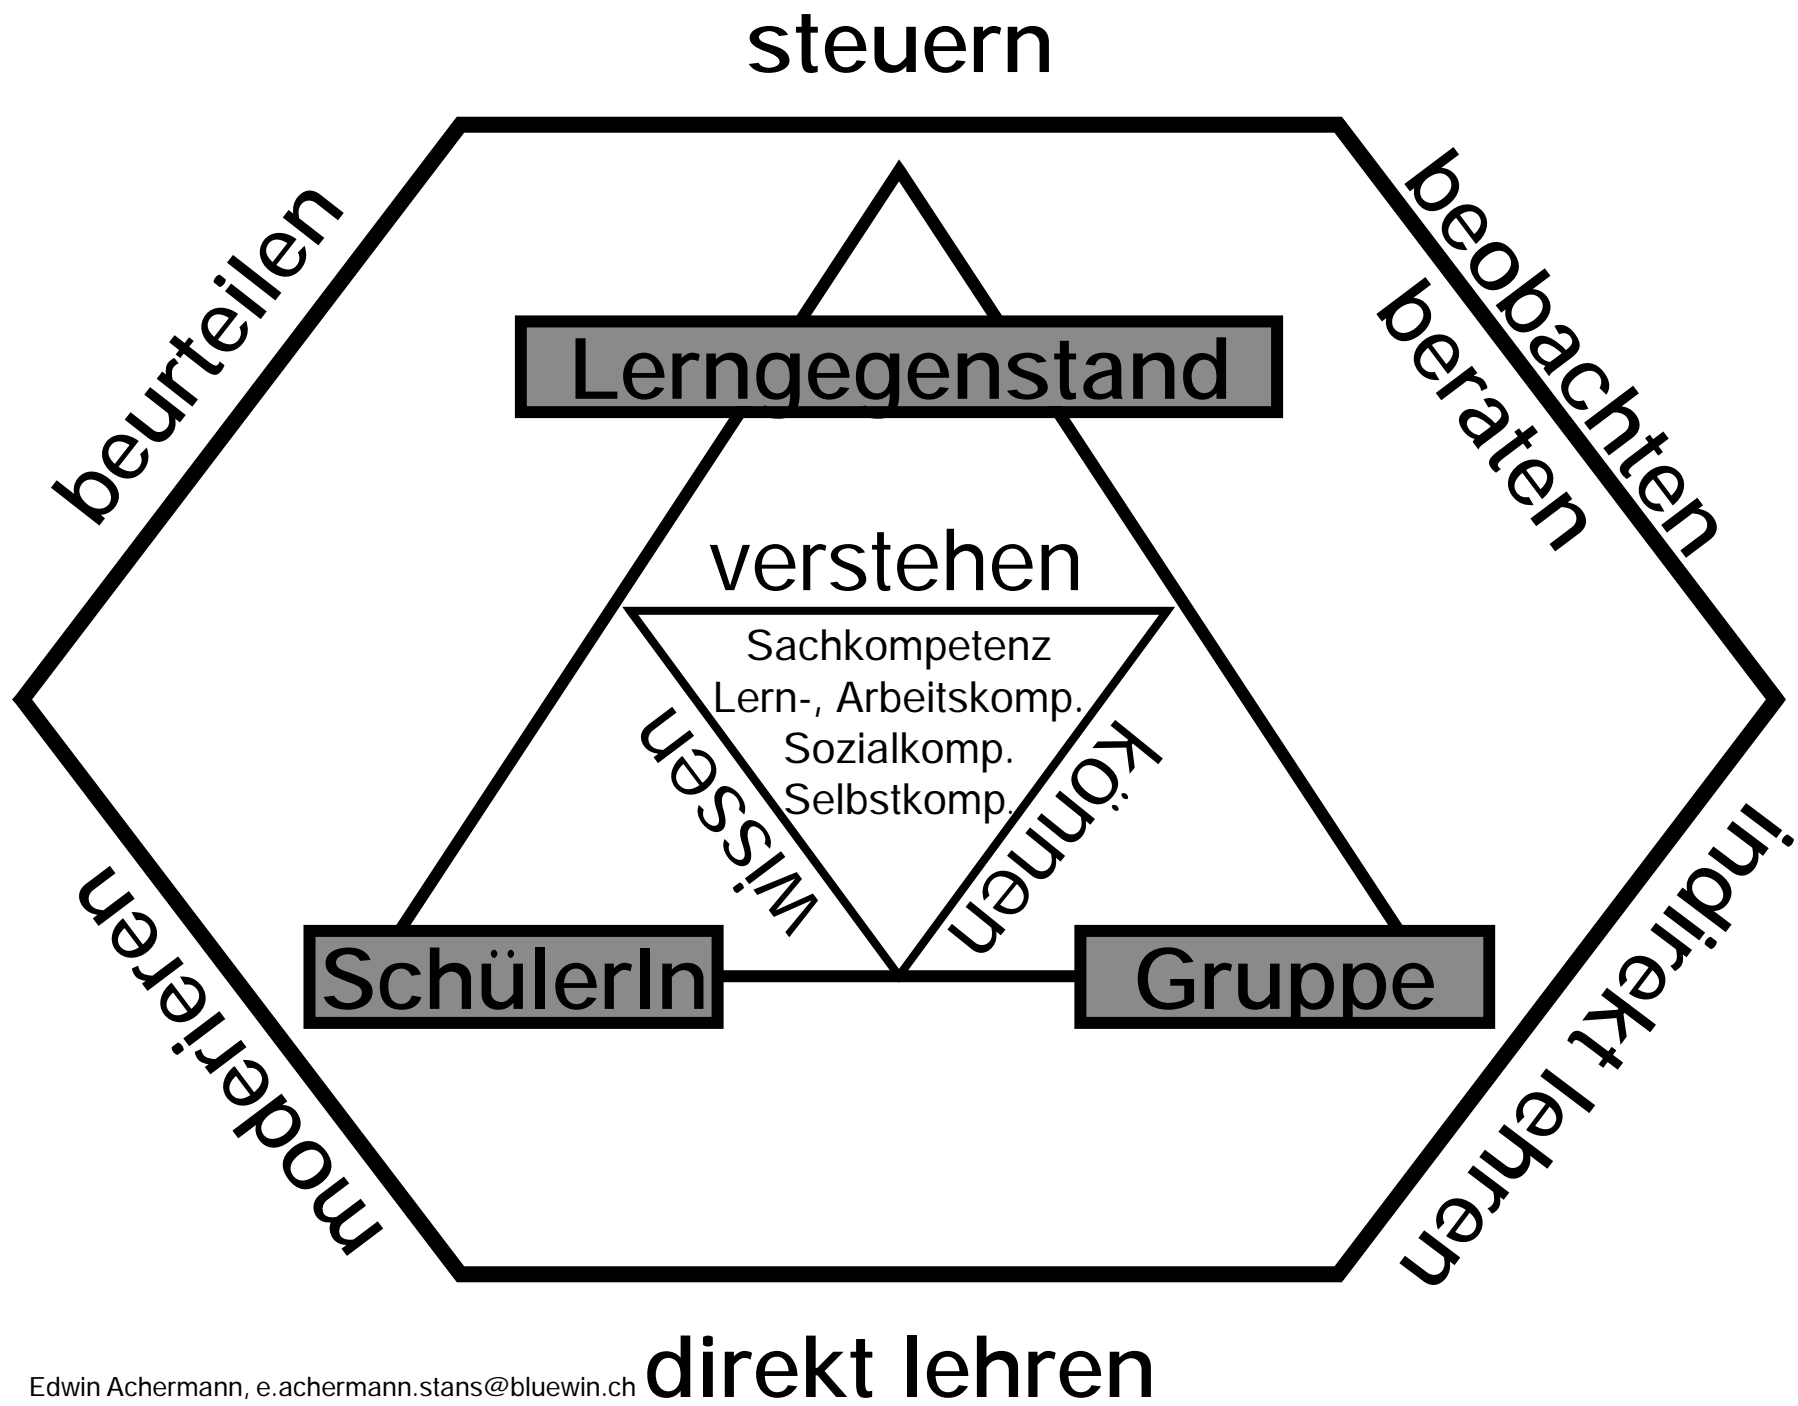 steuern
beurteilen
beobachten
beraten
Lerngegenstand
verstehen
Sachkompetenz
Lern-, Arbeitskomp.
Sozialkomp.
Selbstkomp.
wissen
können
SchülerIn
Gruppe
moderieren
indirekt lehren
direkt lehren
Edwin Achermann, e.achermann.stans@bluewin.ch